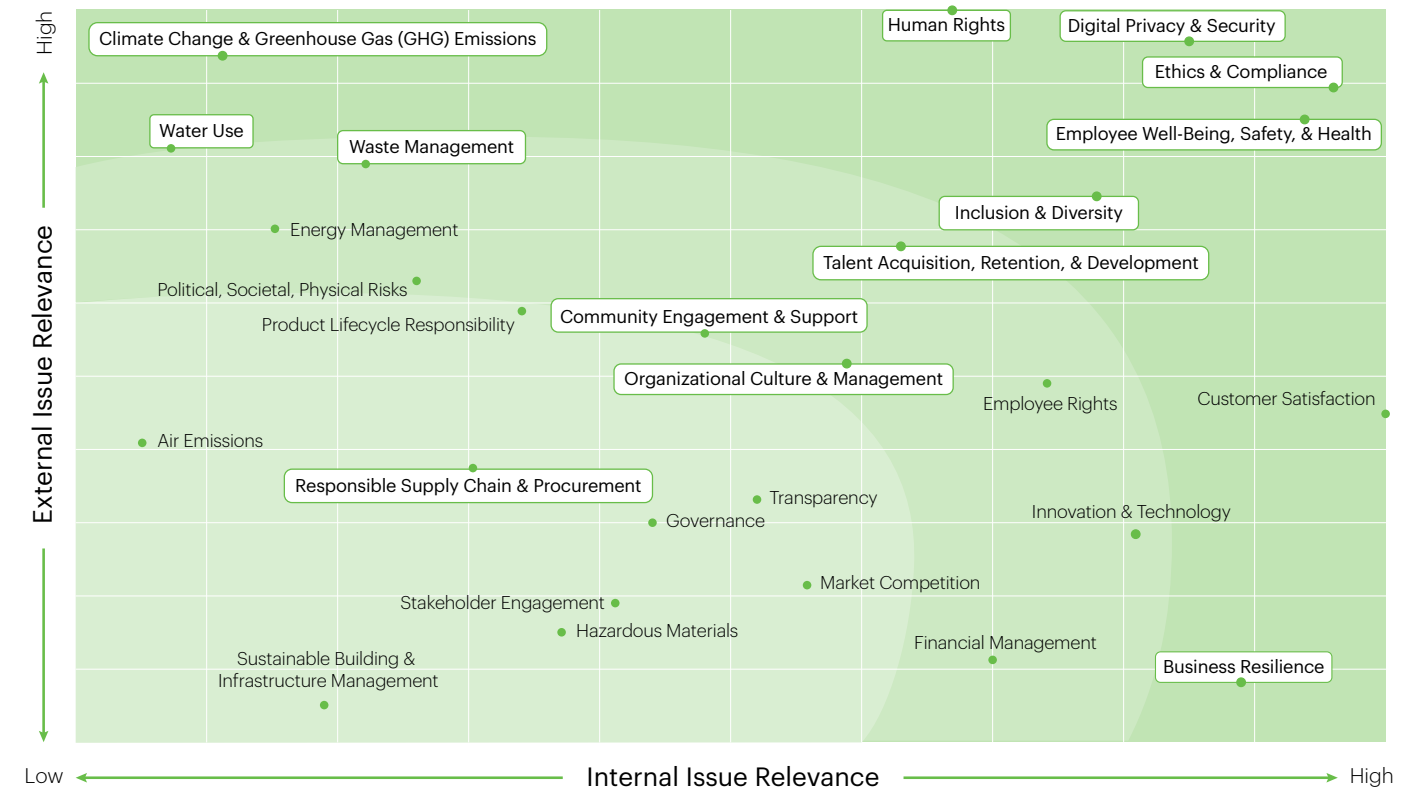 High
Human Rights
Digital Privacy & Security
Climate Change & Greenhouse Gas (GHG) Emissions
Ethics & Compliance
Water Use
Employee Well-Being, Safety, & Health
Waste Management
Inclusion & Diversity
Energy Management
Talent Acquisition, Retention, & Development
Political, Societal, Physical Risks
Community Engagement & Support
Product Lifecycle Responsibility
External Issue Relevance
Organizational Culture & Management
Customer Satisfaction
Employee Rights
Air Emissions
Responsible Supply Chain & Procurement
Transparency
Innovation & Technology
Governance
Market Competition
Stakeholder Engagement
Hazardous Materials
Financial Management
Sustainable Building &
Infrastructure Management
Business Resilience
Low
Internal Issue Relevance
High